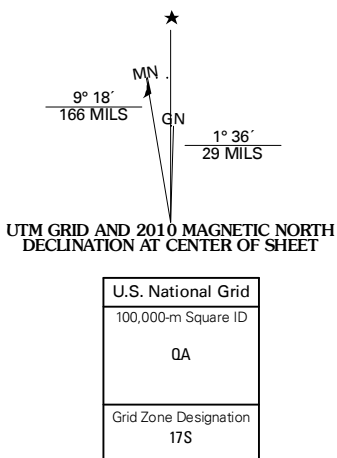 ★
MN
9° 18´
166 MILS
GN
1° 36´
29 MILS
UTM GRID AND 2010 MAGNETIC NORTH
DECLINATION AT CENTER OF SHEET
U.S. National Grid
100,000-m Square ID
QA
Grid Zone Designation
17S